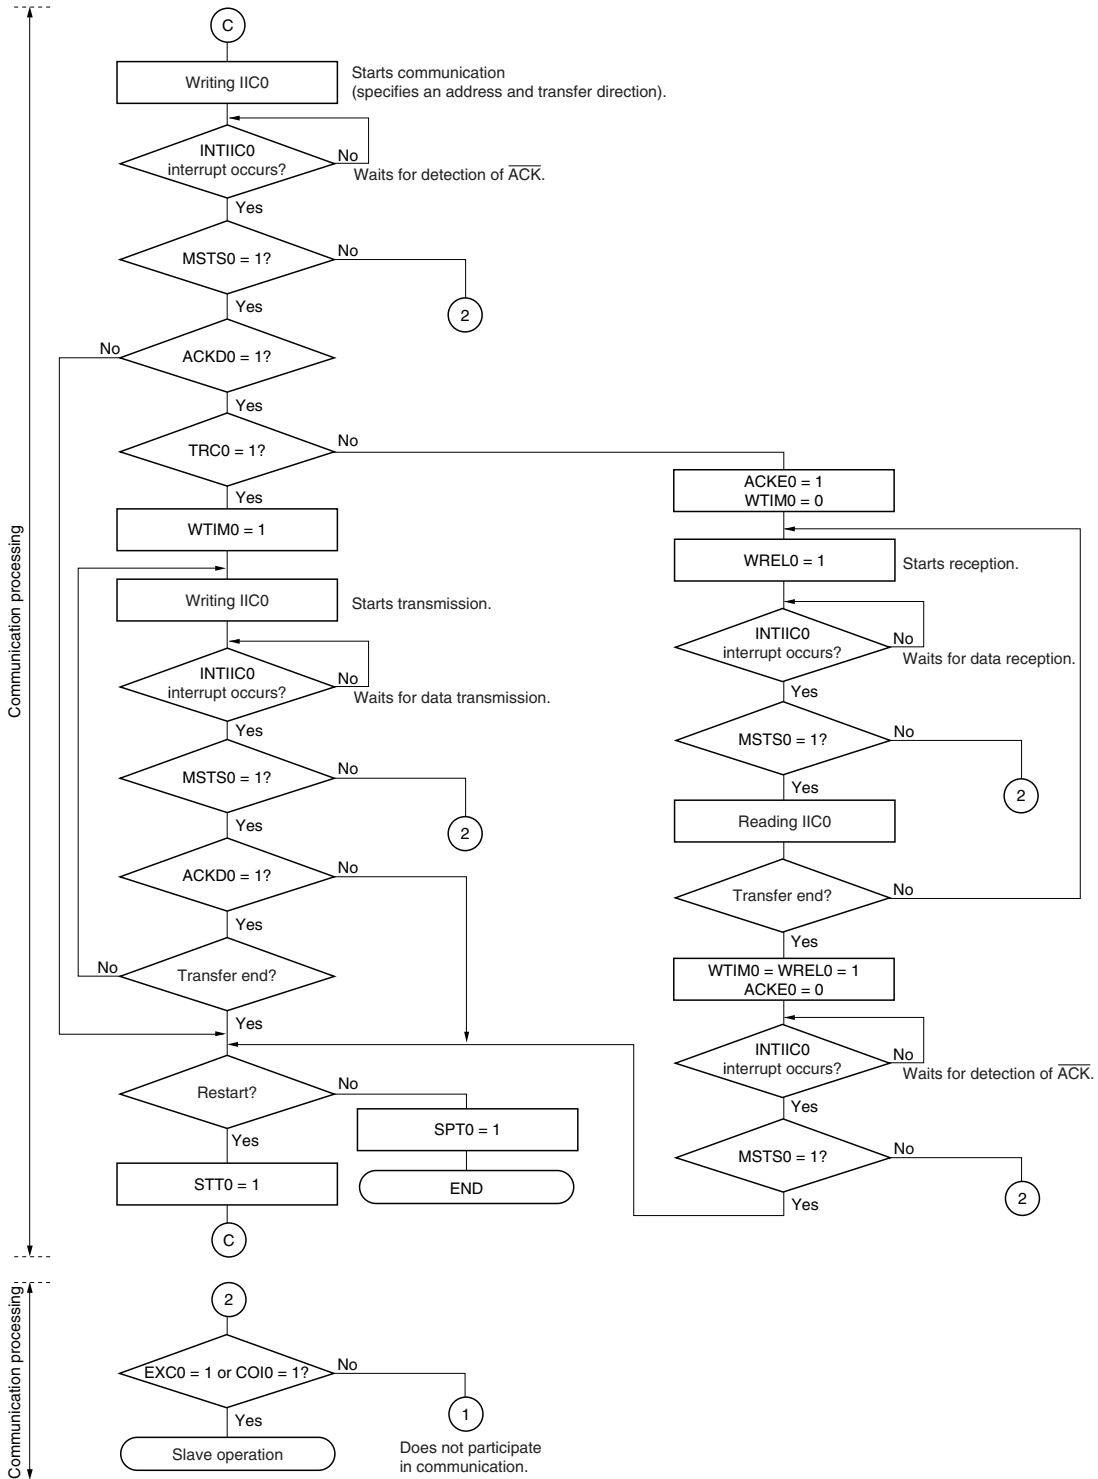 C
Writing IIC0
Starts communication
(specifies an address and transfer direction).
INTIIC0
interrupt occurs?
No
Waits for detection of ACK.
Yes
MSTS0 = 1?
No
2
Yes
ACKD0 = 1?
No
Yes
TRC0 = 1?
No
Yes
WTIM0 = 1
Writing IIC0
Starts transmission.
INTIIC0
interrupt occurs?
No
Waits for data transmission.
Yes
MSTS0 = 1?
No
2
Yes
ACKD0 = 1?
No
Yes
Transfer end?
No
Yes
Restart?
No
SPT0 = 1
END
Yes
STT0 = 1
C
ACKE0 = 1
WTIM0 = 0
WREL0 = 1
Starts reception.
INTIIC0
interrupt occurs?
No
Waits for data reception.
Yes
MSTS0 = 1?
No
2
Yes
Reading IIC0
Transfer end?
No
Yes
WTIM0 = WREL0 = 1
ACKE0 = 0
INTIIC0
interrupt occurs?
No
Waits for detection of ACK.
Yes
MSTS0 = 1?
No
2
Yes
Communication processing
2
EXC0 = 1 or COI0 = 1?
No
1
Does not participate
in communication.
Yes
Slave operation
Communication processing